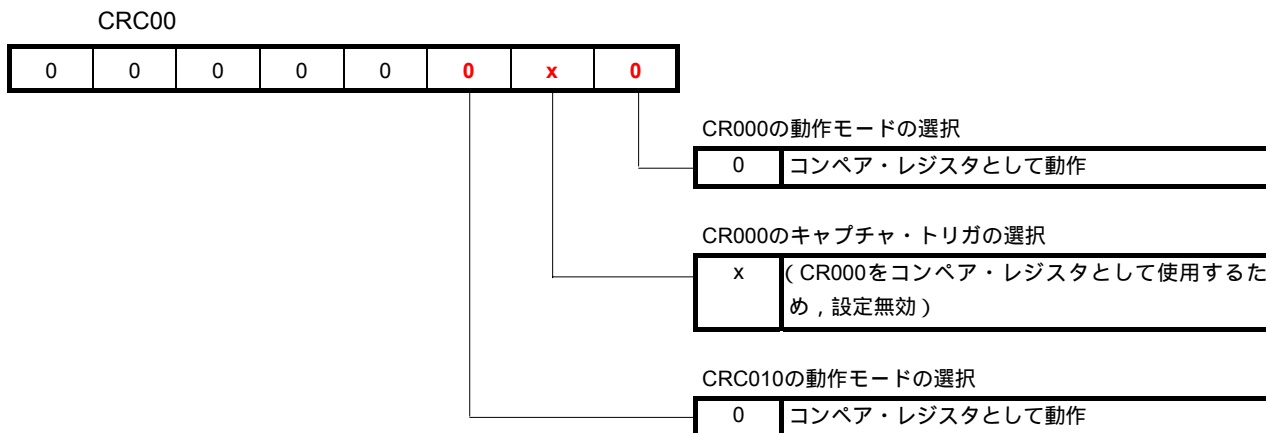 CRC00
0 0 0 0 0 0 x 0
CR000の動作モードの選択
0 コンペア・レジスタとして動作
CR000のキャプチャ・トリガの選択
x (CR000をコンペア・レジスタとして使用するた
め,設定無効)
CRC010の動作モードの選択
0 コンペア・レジスタとして動作